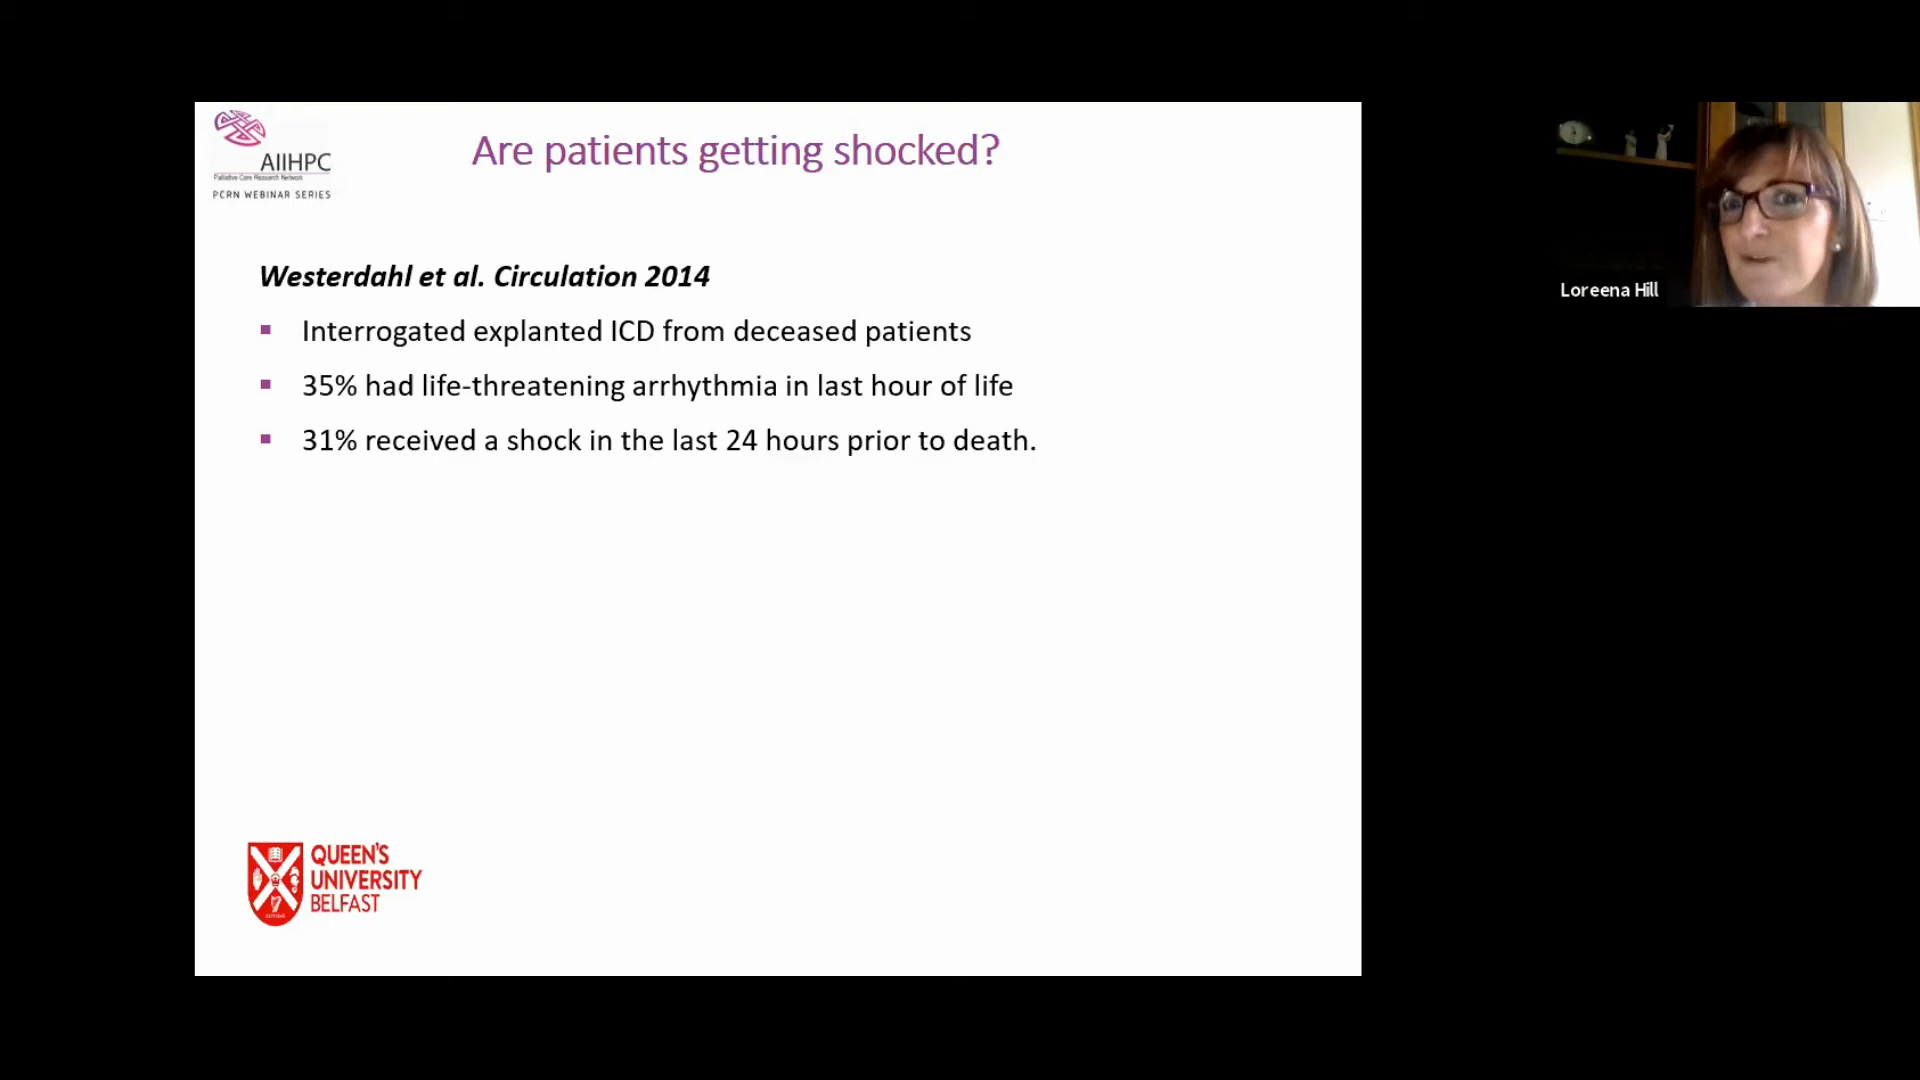 AIIHPC
Palliative Care Research Network
PCRN WEBINAR SERIES
Are patients getting shocked?
Westerdahl et al. Circulation 2014
▪ Interrogated explanted ICD from deceased patients
▪ 35% had life-threatening arrhythmia in last hour of life
▪ 31% received a shock in the last 24 hours prior to death.
QUEEN'S
UNIVERSITY
BELFAST
Loreena Hill